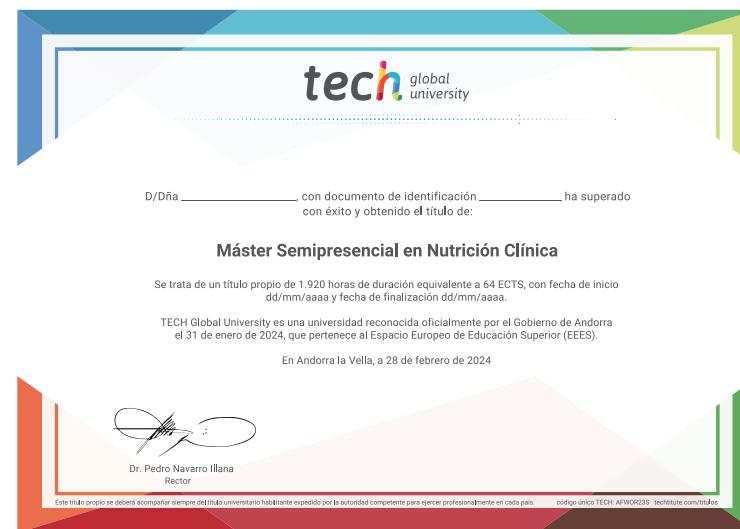 tech global university
D/Dña ____________________, con documento de identificación ______________ ha superado
con éxito y obtenido el título de:
Máster Semipresencial en Nutrición Clínica
Se trata de un título propio de 1.920 horas de duración equivalente a 64 ECTS, con fecha de inicio
dd/mm/aaaa y fecha de finalización dd/mm/aaaa.
TECH Global University es una universidad reconocida oficialmente por el Gobierno de Andorra
el 31 de enero de 2024, que pertenece al Espacio Europeo de Educación Superior (EEES).
En Andorra la Vella, a 28 de febrero de 2024
Dr. Pedro Navarro Illana
Rector
Este título propio se deberá acompañar siempre del título universitario habilitante expedido por la autoridad competente para ejercer profesionalmente en cada país. código único TECH: AFWOR23S techtitute.com/titulos